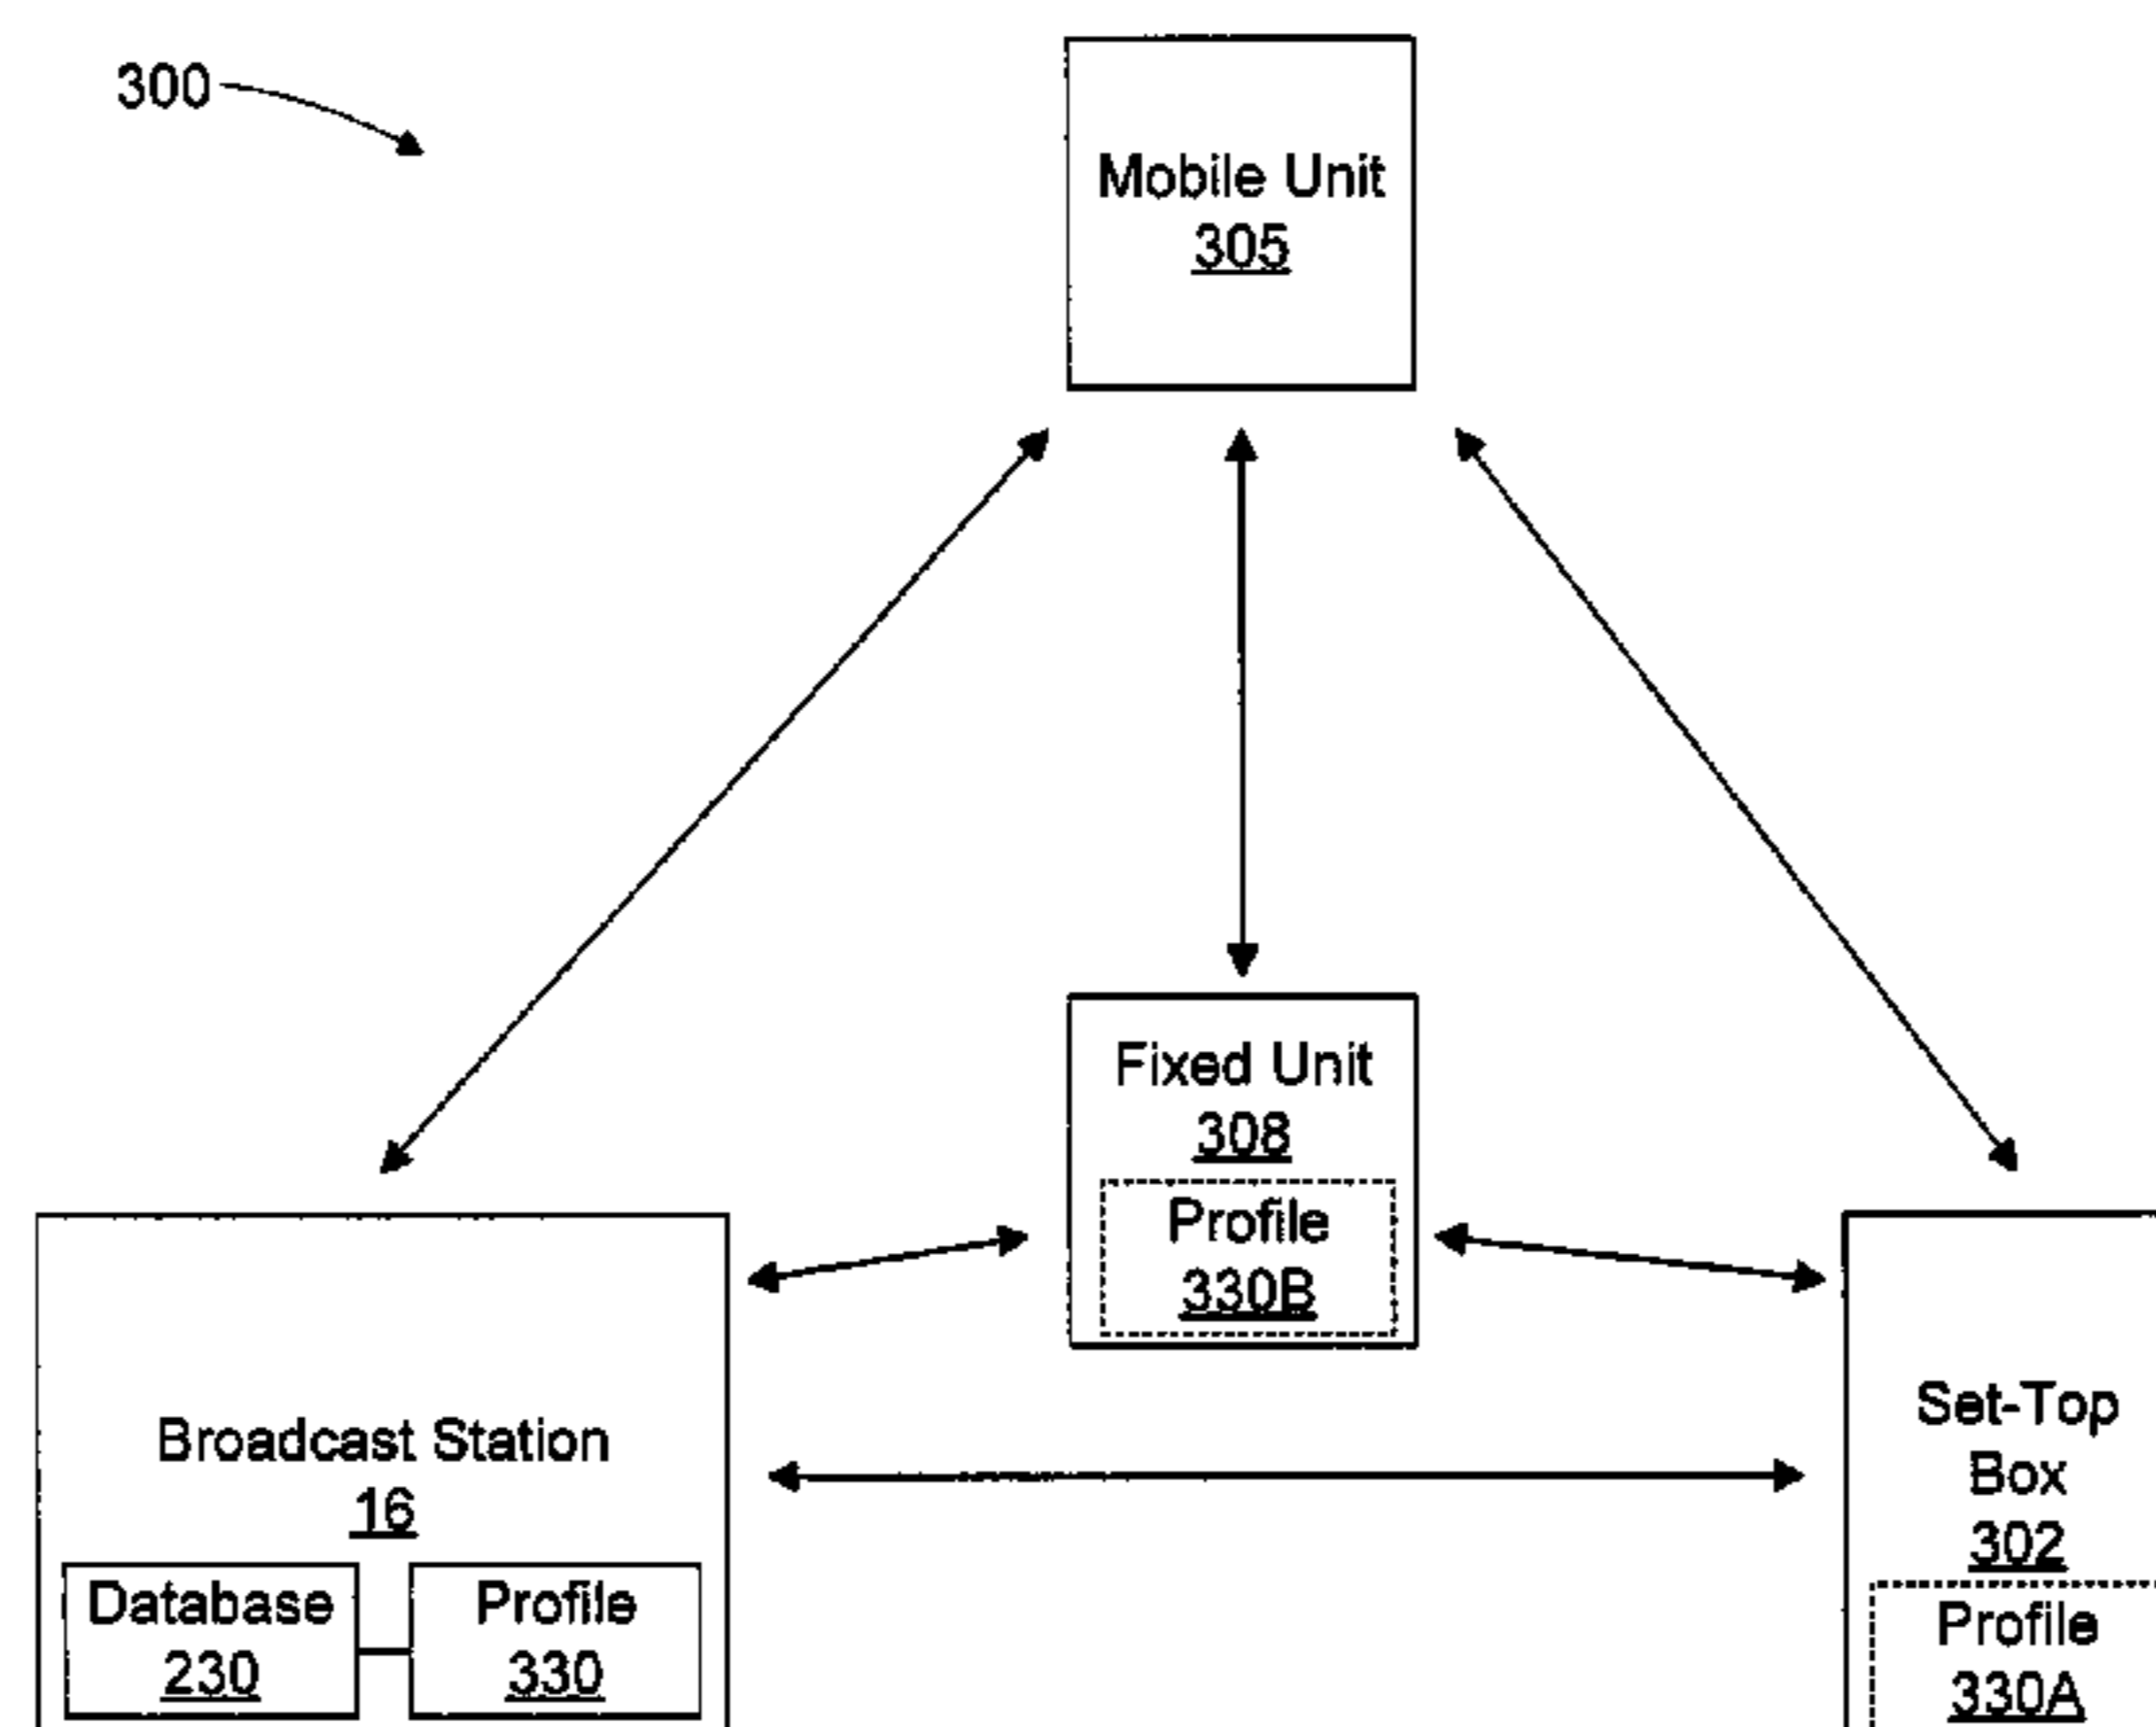 300
Mobile Unit
305
Fixed Unit
308
Profile
330B
Broadcast Station
16
Database
230
Profile
330
Set-Top
Box
302
Profile
330A